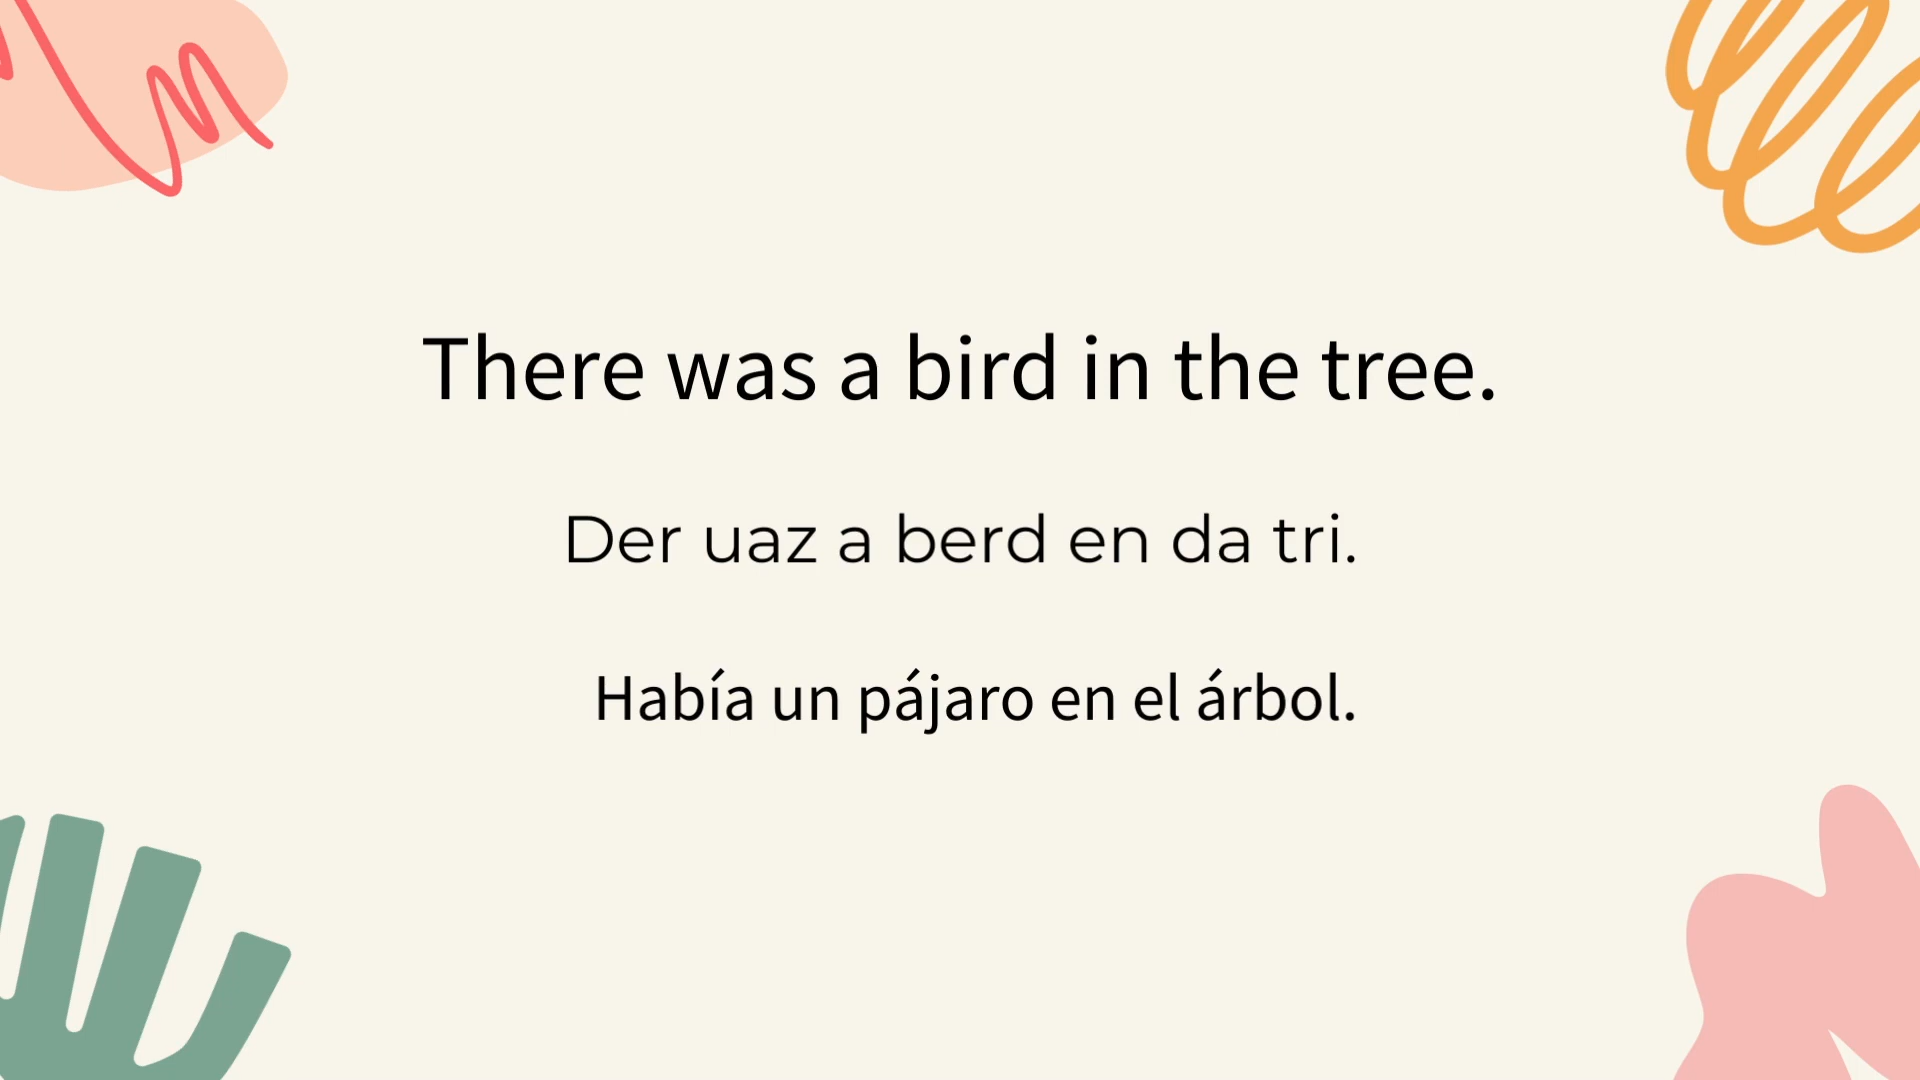 There was a bird in the tree.
Der uaz a berd en da tri.
Había un pájaro en el árbol.